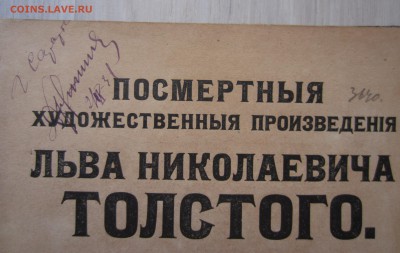 COINS.LAVE.RU
ПОСМЕРТНЫЯ
ХУДОЖЕСТВЕННЫЯ ПРОИЗВЕДЕНІЯ
ЛЬВА НИКОЛАЕВИЧА
ТОЛСТОГО.